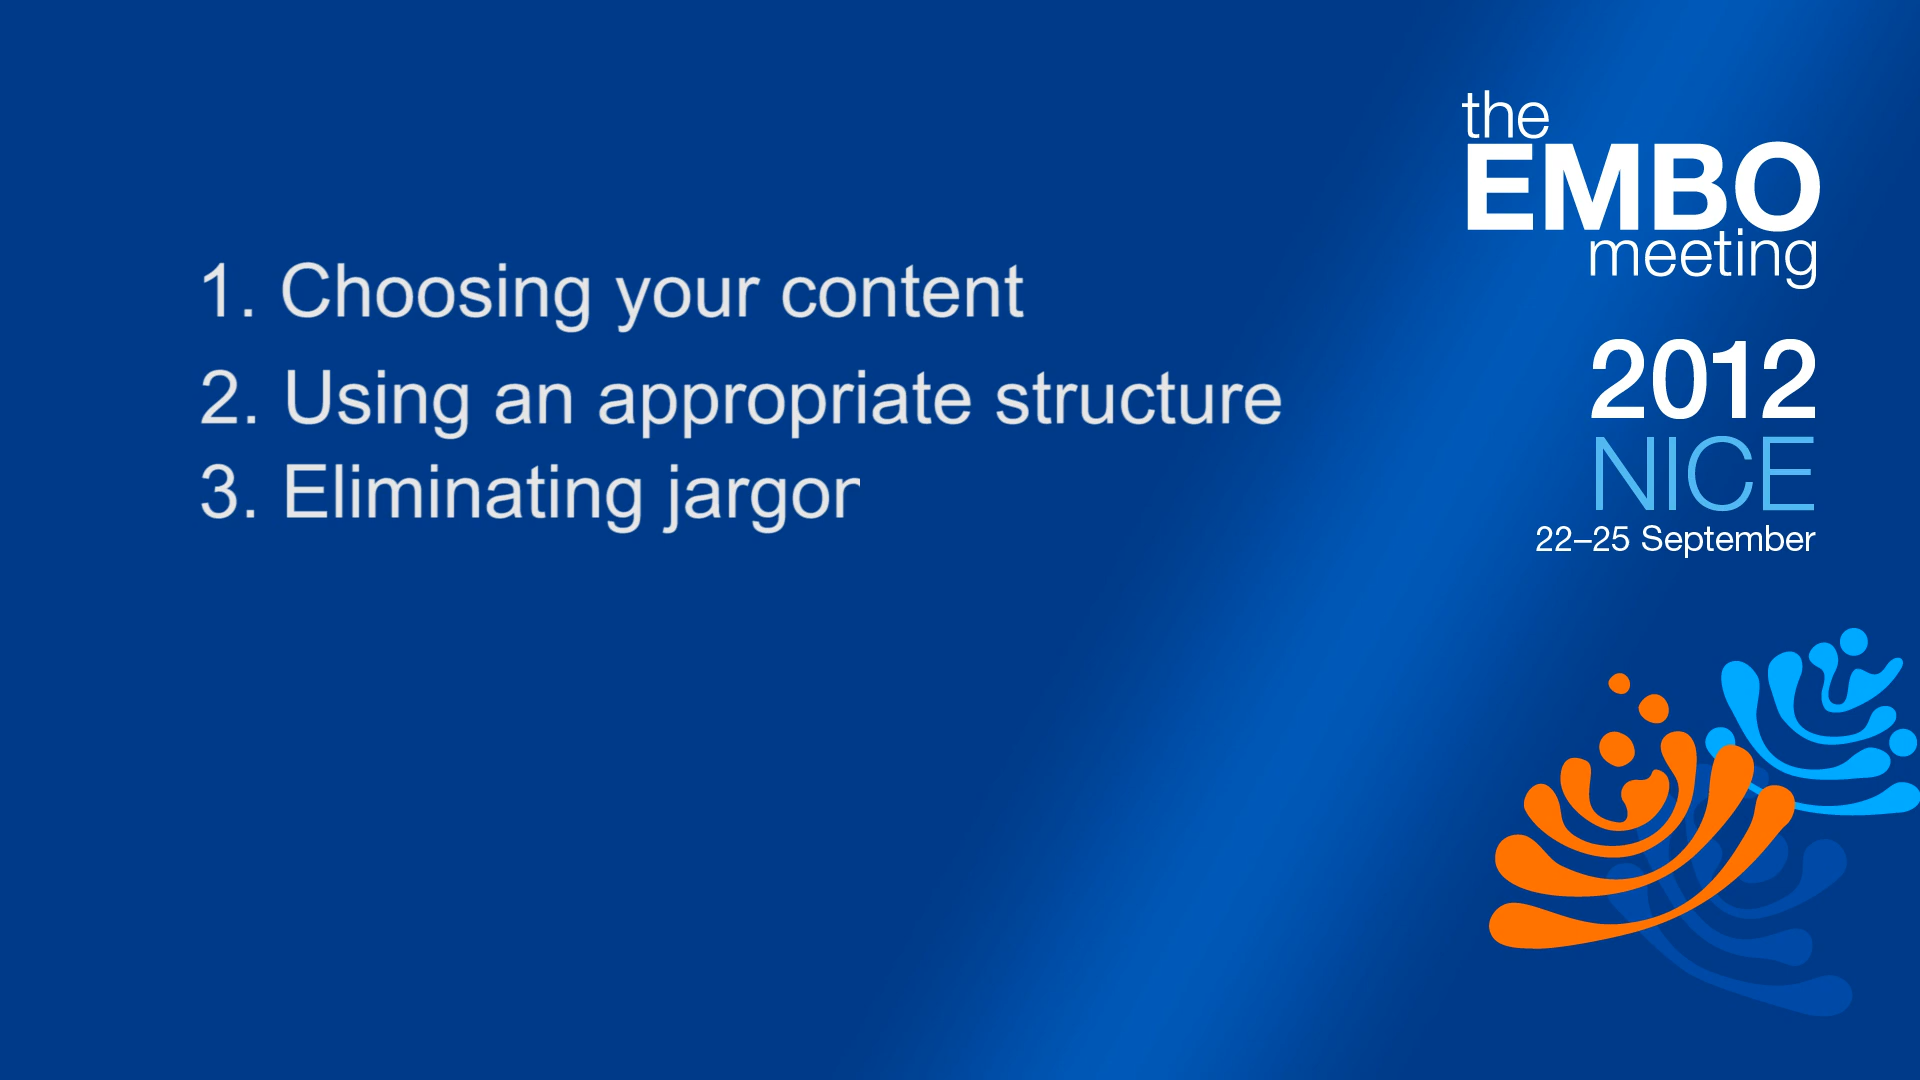 1. Choosing your content
2. Using an appropriate structure
3. Eliminating jargon
the
EMBO
meeting
2012
NICE
22–25 September